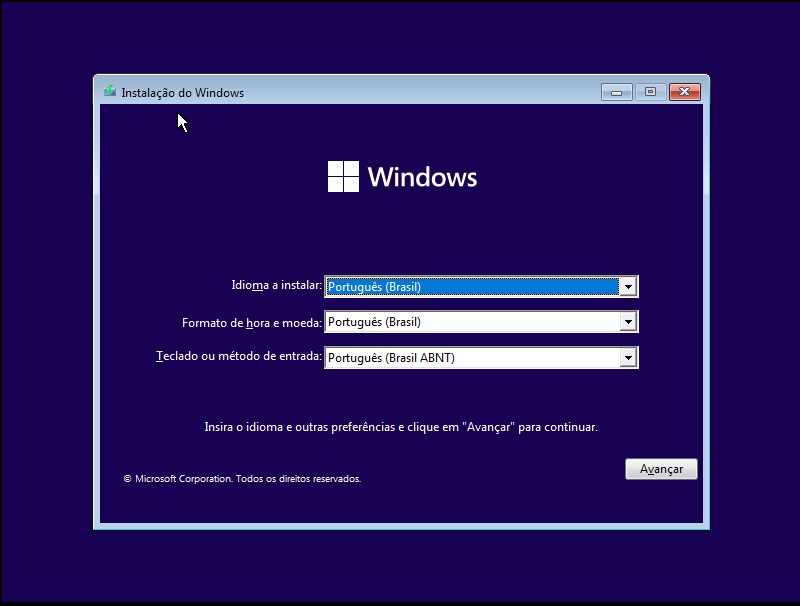 Instalação do Windows
Windows
Idioma a instalar: Português (Brasil)
Formato de hora e moeda: Português (Brasil)
Teclado ou método de entrada: Português (Brasil ABNT)
Insira o idioma e outras preferências e clique em "Avançar" para continuar.
Avançar
© Microsoft Corporation. Todos os direitos reservados.